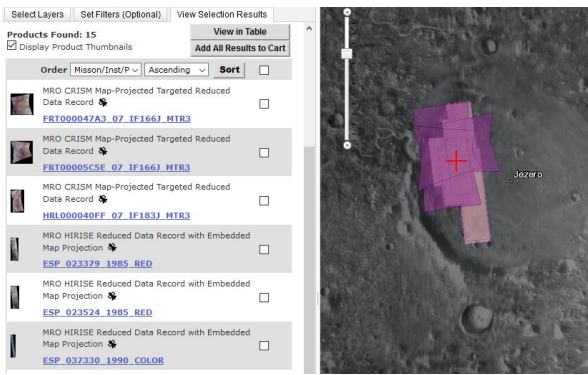 Select Layers
Set Filters (Optional)
View Selection Results
Products Found: 15
View in Table
Display Product Thumbnails
Add All Results to Cart
Order
Misson/Inst/P
Ascending
Sort
MRO CRISM Map-Projected Targeted Reduced
Data Record
FRT000047A3_07_IF166J_MTR3
MRO CRISM Map-Projected Targeted Reduced
Data Record
FRT00005C5E_07_IF166J_MTR3
MRO CRISM Map-Projected Targeted Reduced
Data Record
HRL000040FF_07_IF183J_MTR3
MRO HIRISE Reduced Data Record with Embedded
Map Projection
ESP_023379_1985_RED
MRO HIRISE Reduced Data Record with Embedded
Map Projection
ESP_023524_1985_RED
MRO HIRISE Reduced Data Record with Embedded
Map Projection
ESP_037330_1990_COLOR
Jezero